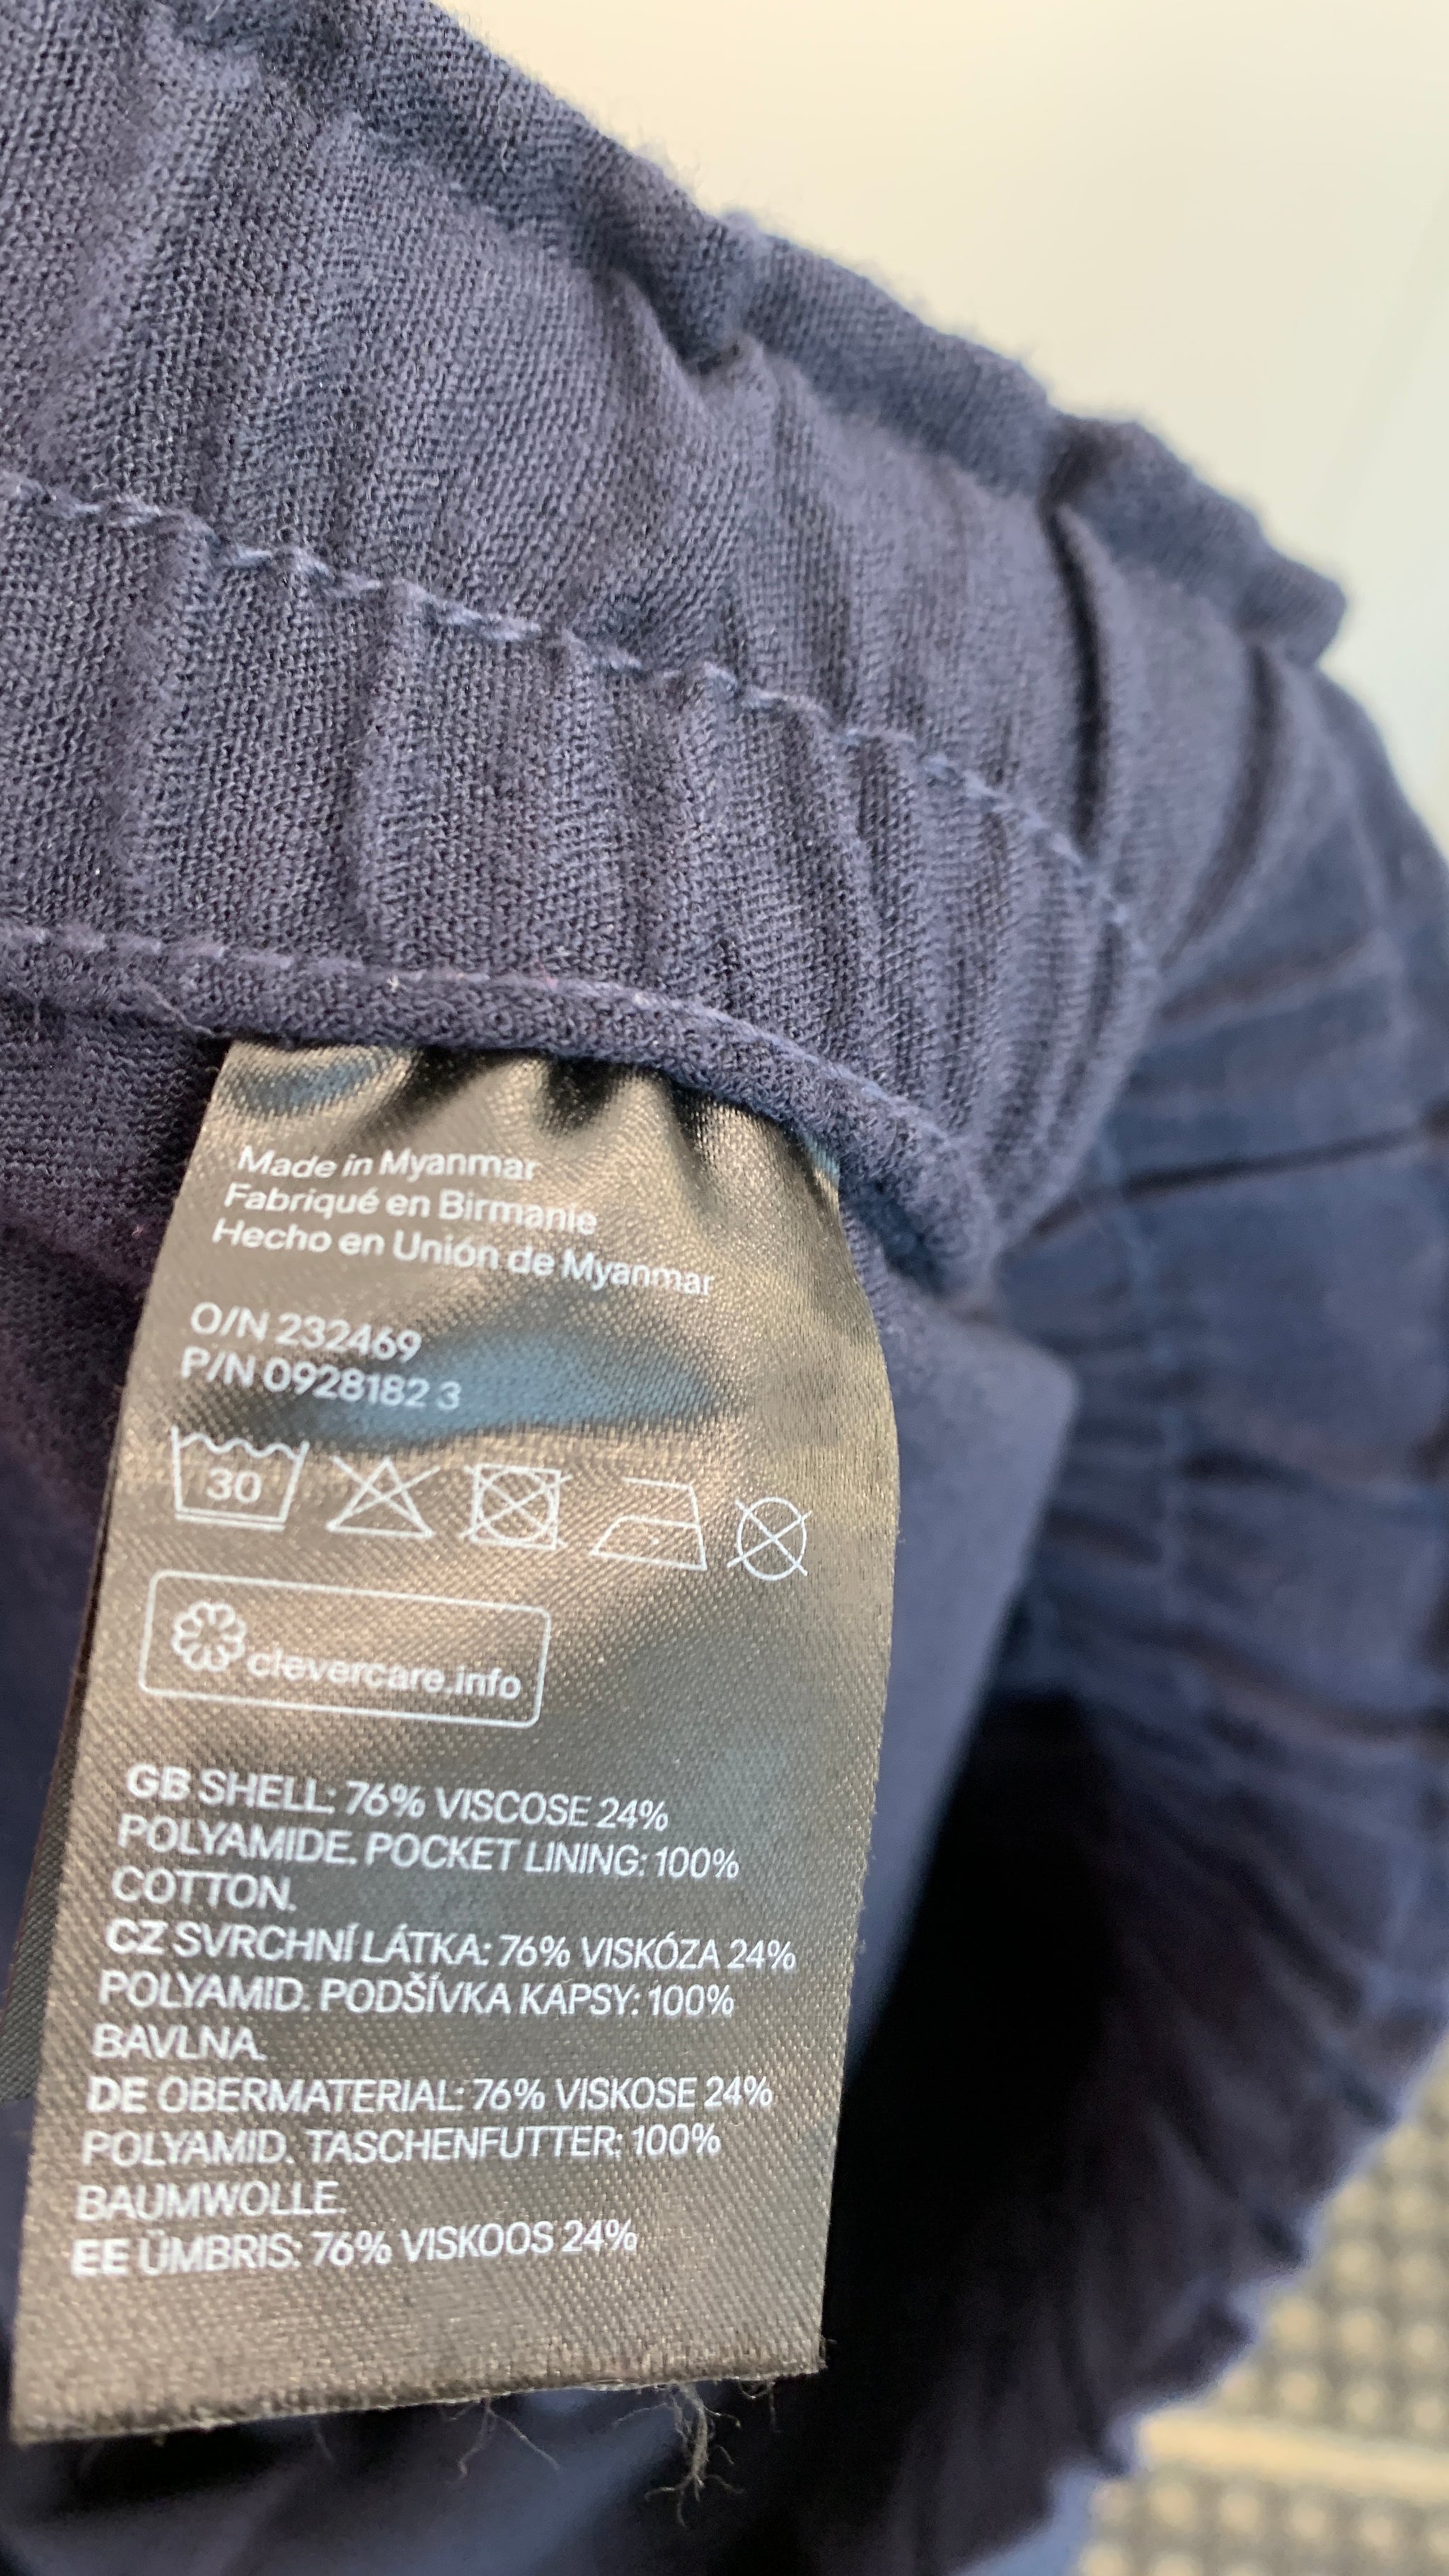 Made in Myanmar
Fabriqué en Birmanie
Hecho en Unión de Myanmar
O/N 232469
P/N 0928182 3
30
clevercare.info
GB SHELL: 76% VISCOSE 24%
POLYAMIDE. POCKET LINING: 100%
COTTON.
CZ SVRCHNÍ LÁTKA: 76% VISKÓZA 24%
POLYAMID. PODŠÍVKA KAPSY: 100%
BAVLNA.
DE OBERMATERIAL: 76% VISKOSE 24%
POLYAMID. TASCHENFUTTER: 100%
BAUMWOLLE.
EE ÜMBRIS: 76% VISKOOS 24%